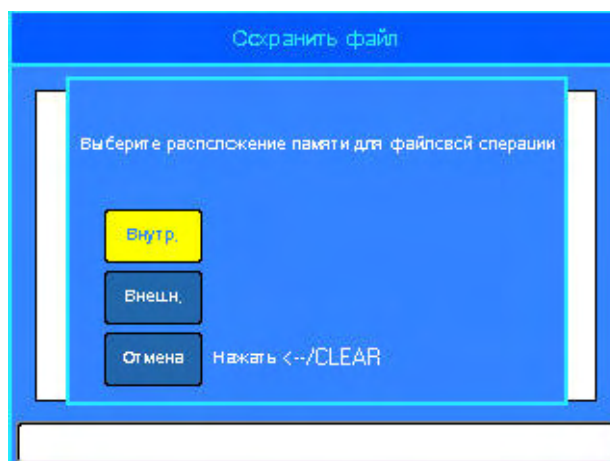 Сохранить файл
Выберите расположение памяти для файловой операции
Внутр.
Внешн.
Отмена Нажать <--/CLEAR